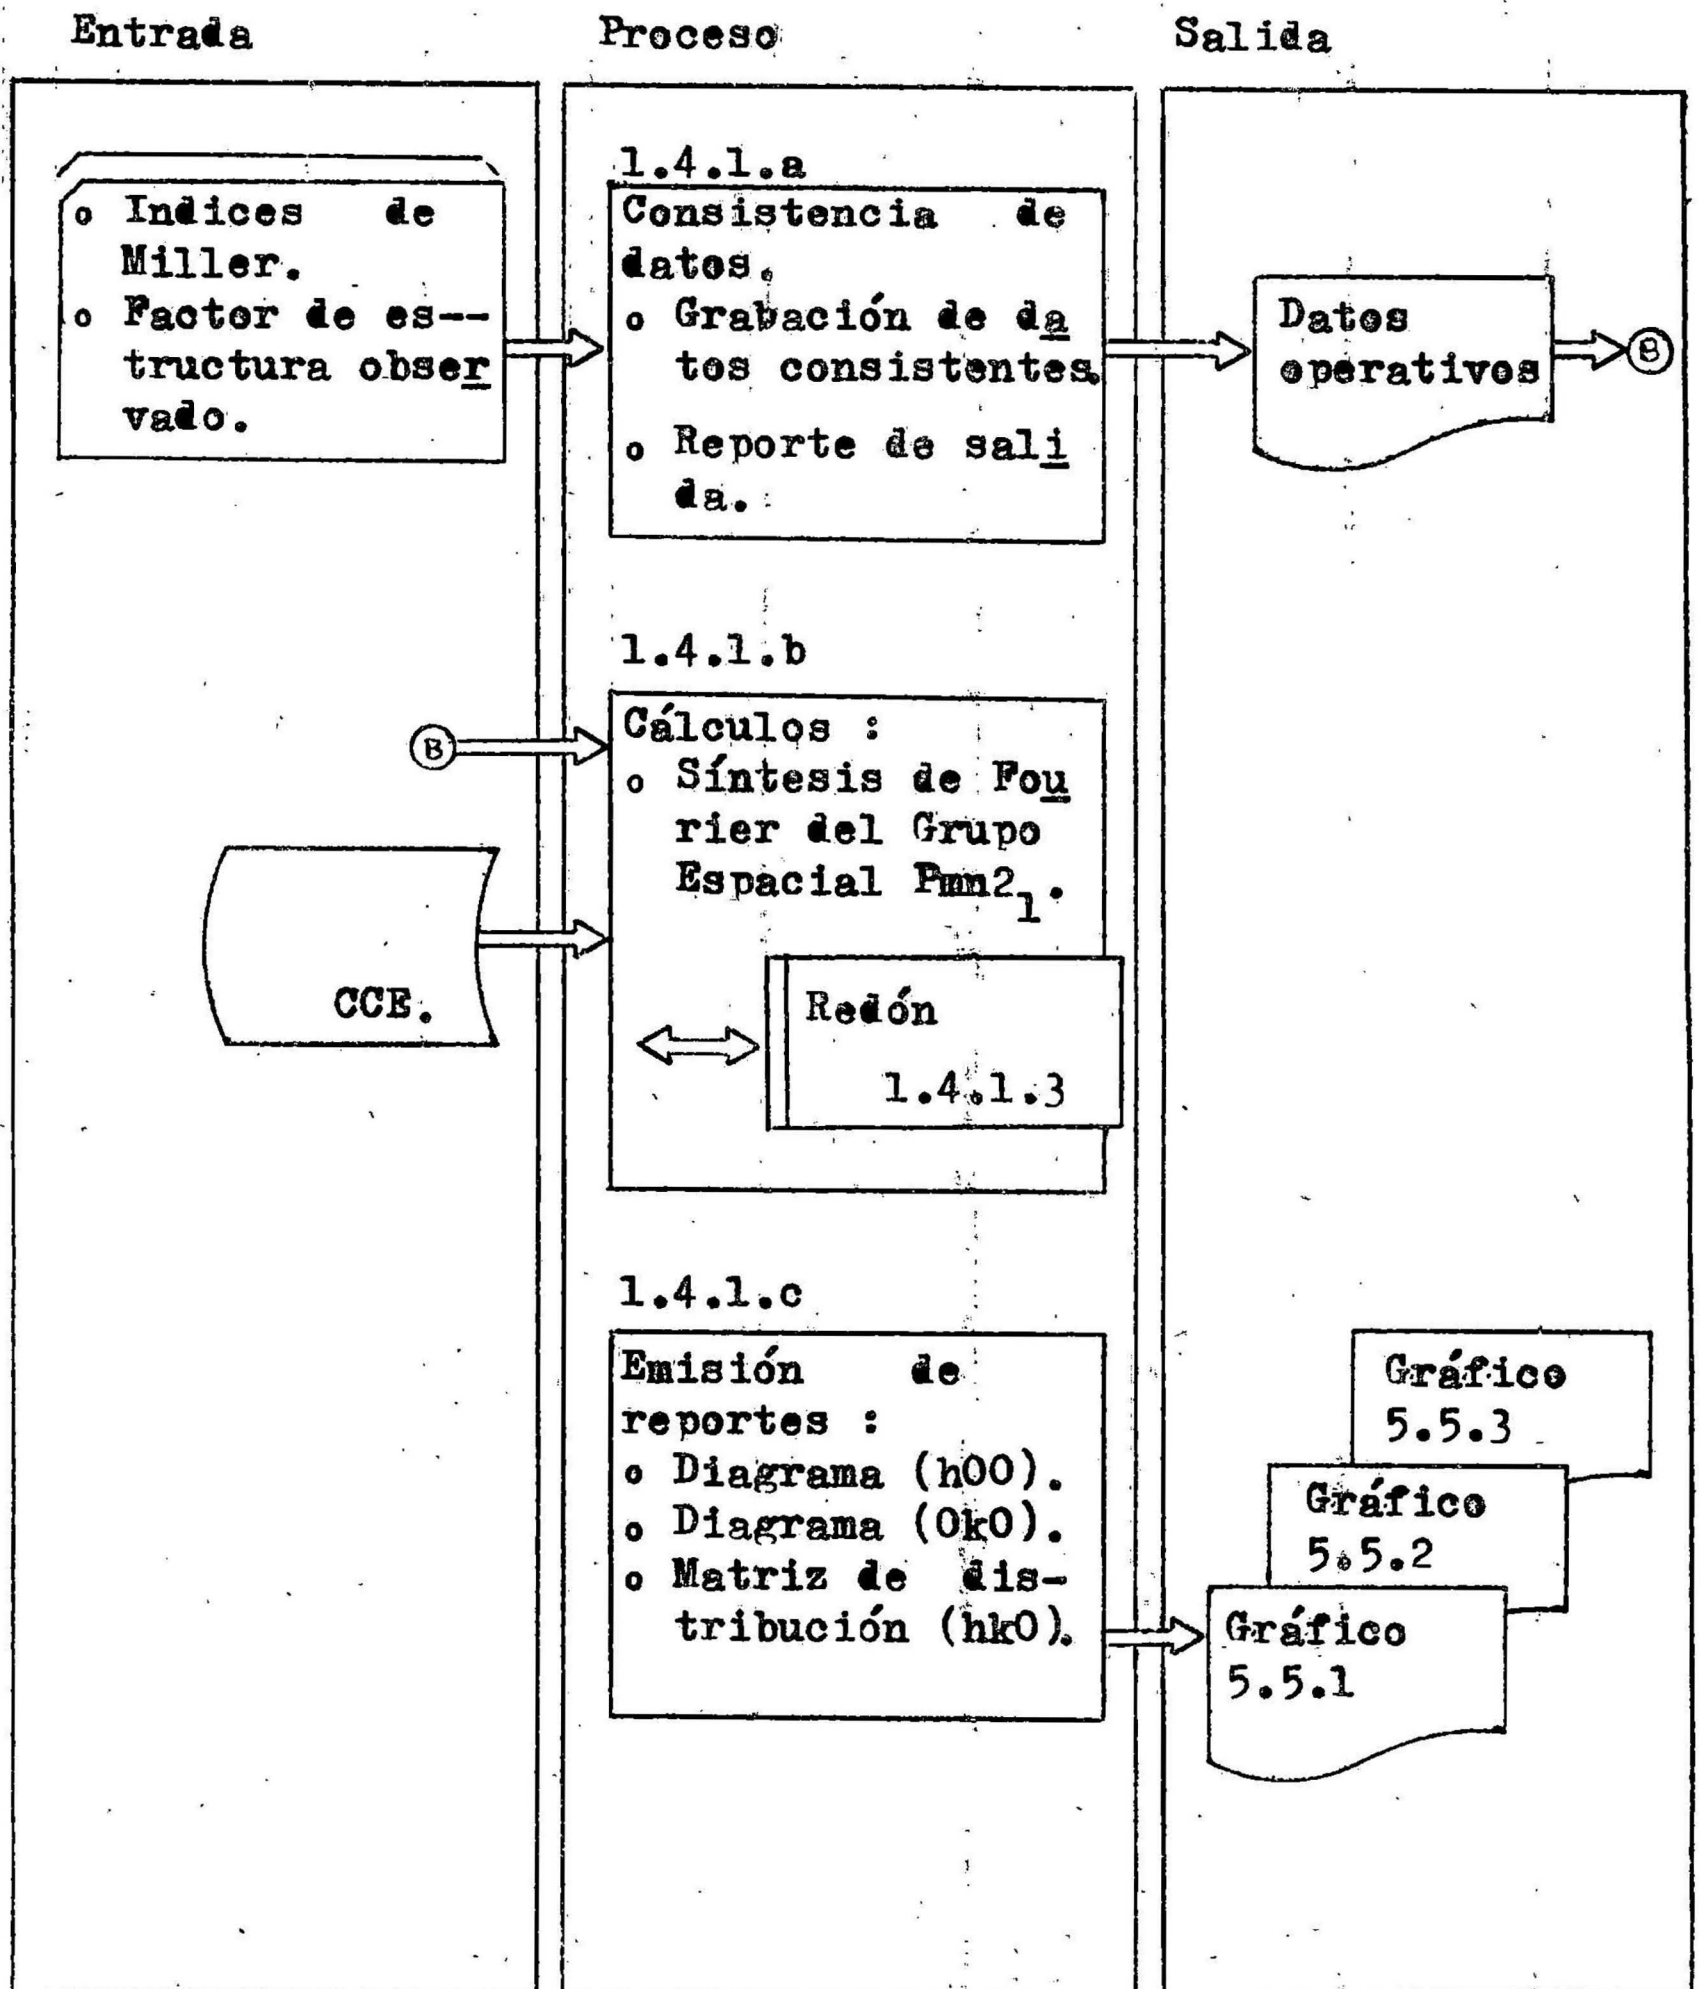 Entrada
Proceso
Salida
o Indices de
Miller.
o Factor de es--
tructura obser
vado.
1.4.1.a
Consistencia de
datos.
o Grabación de da
tos consistentes.
o Reporte de sali
da.
Datos
operativos
B
1.4.1.b
B
Cálculos :
o Síntesis de Fou
rier del Grupo
Espacial Pmn2₁.
CCE.
Redón
1.4.1.3
1.4.1.c
Emisión de
reportes :
o Diagrama (h00).
o Diagrama (0k0).
o Matriz de dis-
tribución (hk0).
Gráfico
5.5.3
Gráfico
5.5.2
Gráfico
5.5.1